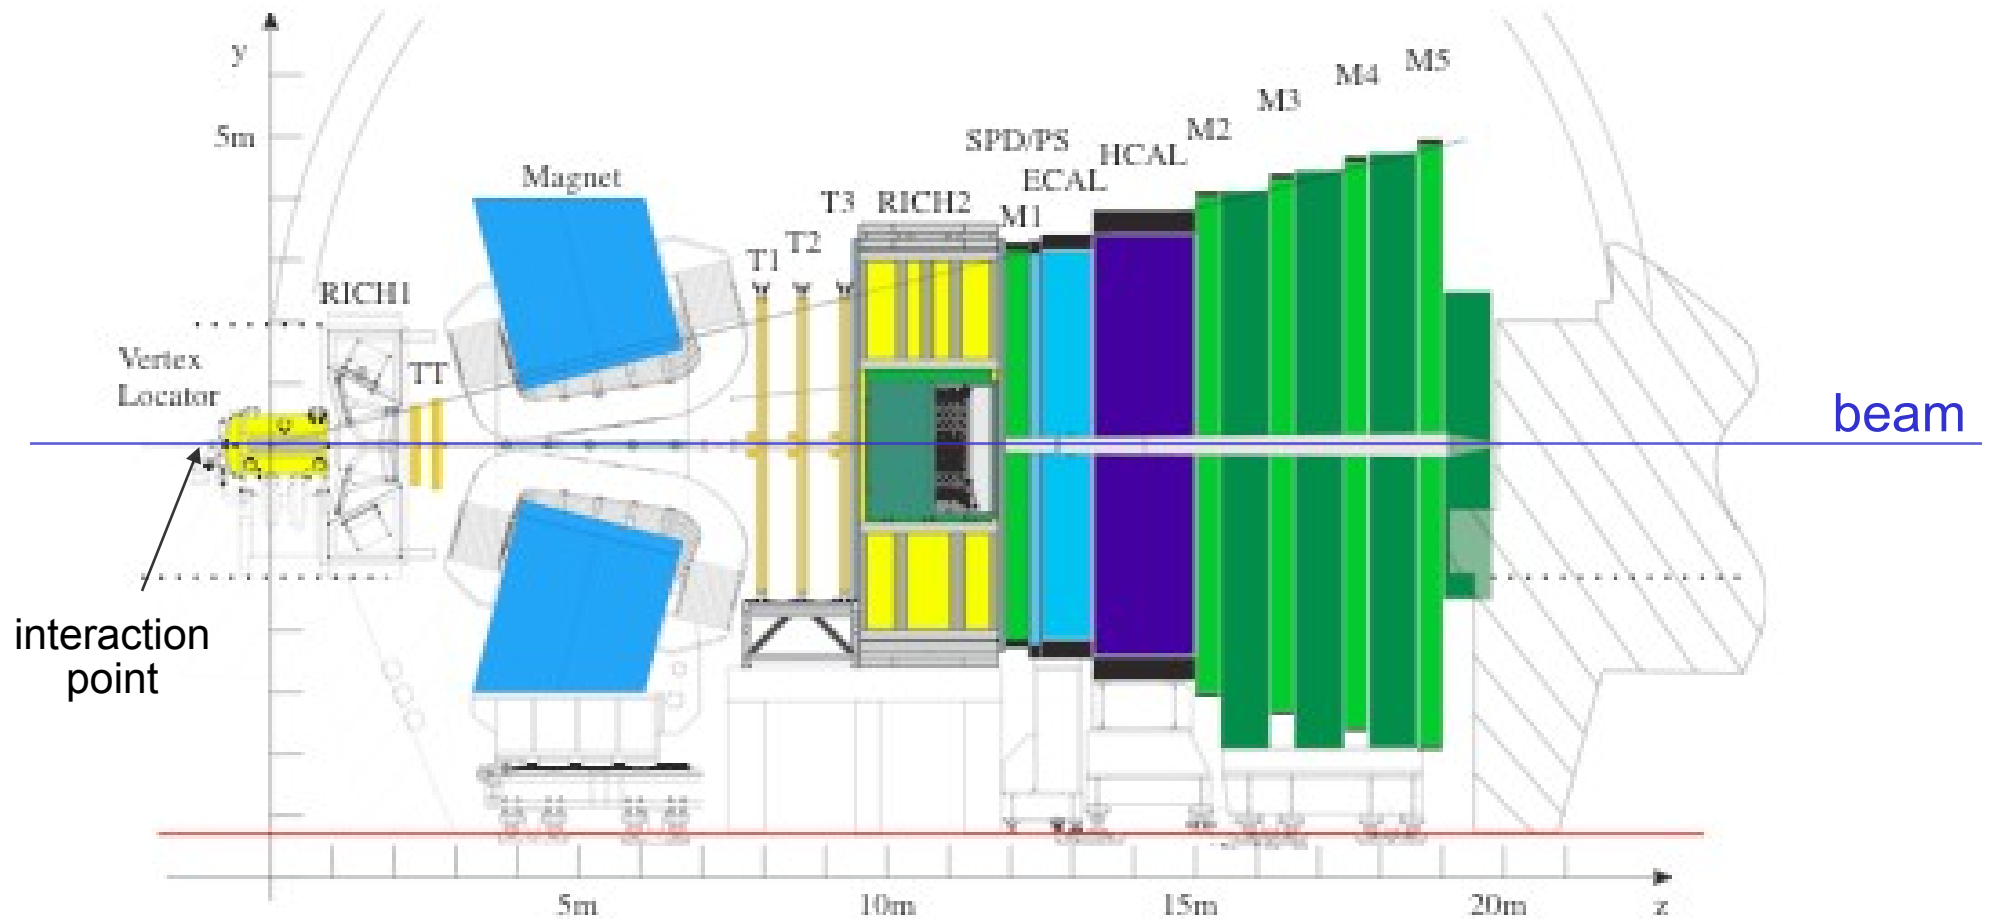 y
5m
M5
M4
M3
M2
SPD/PS
HCAL
ECAL
Magnet
T3
RICH2
M1
T2
T1
RICH1
Vertex
Locator
TT
beam
interaction
point
5m
10m
15m
20m
z